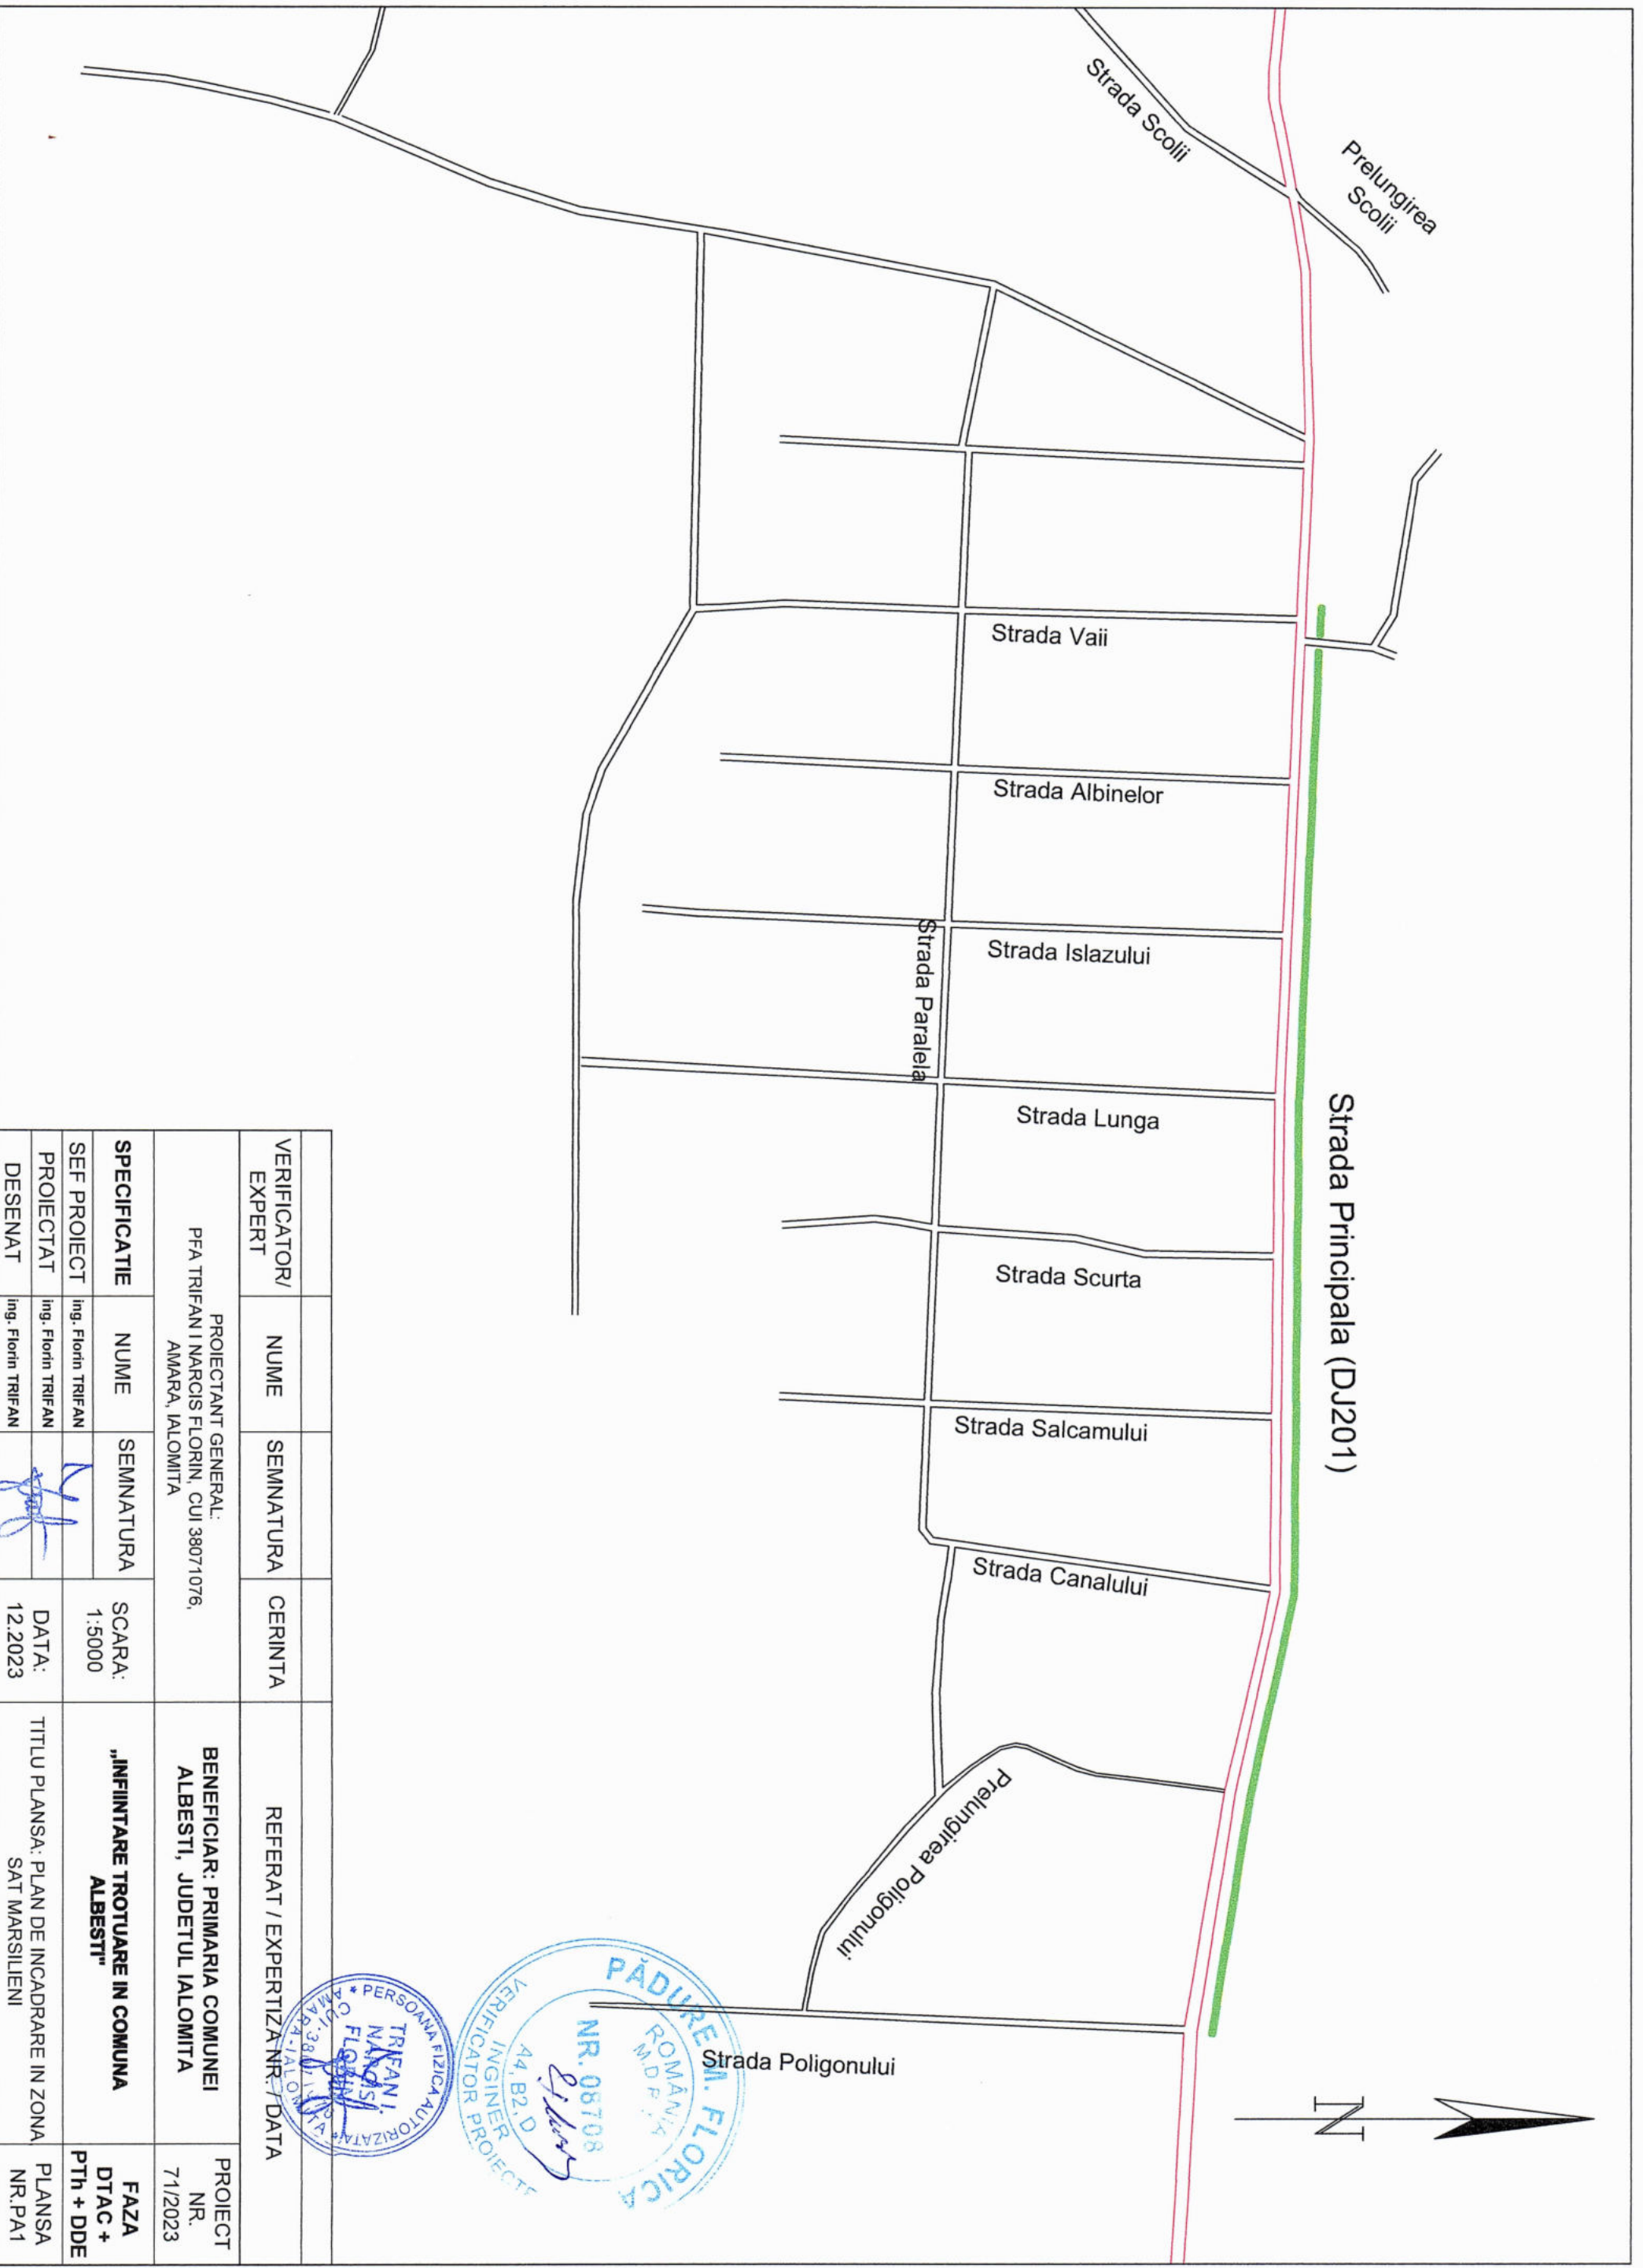 Prelungirea
Scolii
Strada Scolii
Strada Principala (DJ201)
N
Strada Vaii
Strada Albinelor
Strada Islazului
Strada Paralela
Strada Lunga
Strada Scurta
Strada Salcamului
Strada Canalului
Prelungirea Poligonului
Strada Poligonului
PĂDURE M. FLORICA
ROMÂNIA
NR. 08708
A4, B2, D
INGINER
VERIFICATOR PROIECTE
* PERSOANA FIZICA AUTORIZATA *
TRIFAN I.
NARCIS
FLORIN
AMARA-IALOMITA
VERIFICATOR/
EXPERT
NUME
SEMNATURA
CERINTA
REFERAT / EXPERTIZA NR. / DATA
PROIECTANT GENERAL:
PFA TRIFAN I NARCIS FLORIN, CUI 38071076,
AMARA, IALOMITA
BENEFICIAR: PRIMARIA COMUNEI
ALBESTI, JUDETUL IALOMITA
PROIECT
NR.
71/2023
SPECIFICATIE
NUME
SEMNATURA
SCARA:
1:5000
„INFIINTARE TROTUARE IN COMUNA
ALBESTI"
FAZA
DTAC +
PTh + DDE
SEF PROIECT
ing. Florin TRIFAN
PROIECTAT
ing. Florin TRIFAN
DATA:
12.2023
TITLU PLANSA: PLAN DE INCADRARE IN ZONA,
SAT MARSILIENI
PLANSA
NR.PA1
DESENAT
ing. Florin TRIFAN